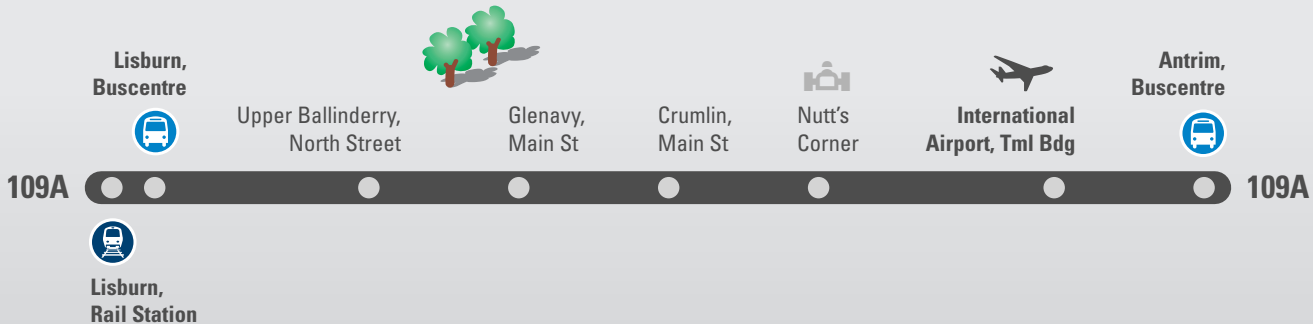 Lisburn,
Buscentre
Upper Ballinderry,
North Street
Glenavy,
Main St
Crumlin,
Main St
Nutt's
Corner
International
Airport, Tml Bdg
Antrim,
Buscentre
109A
109A
Lisburn,
Rail Station